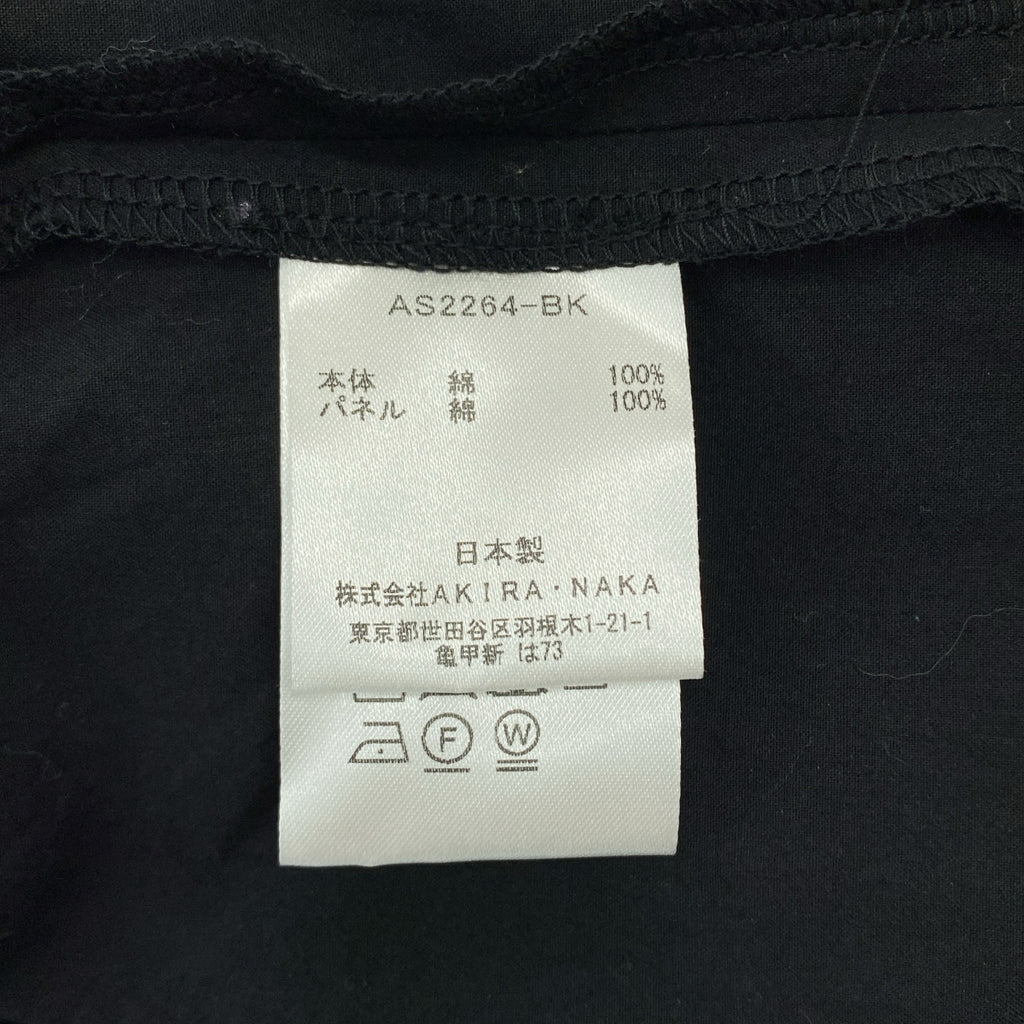 AS2264-BK
本体 綿 100%
パネル 綿 100%
日本製
株式会社AKIRA・NAKA
東京都世田谷区羽根木1-21-1
亀甲新 は73
F W